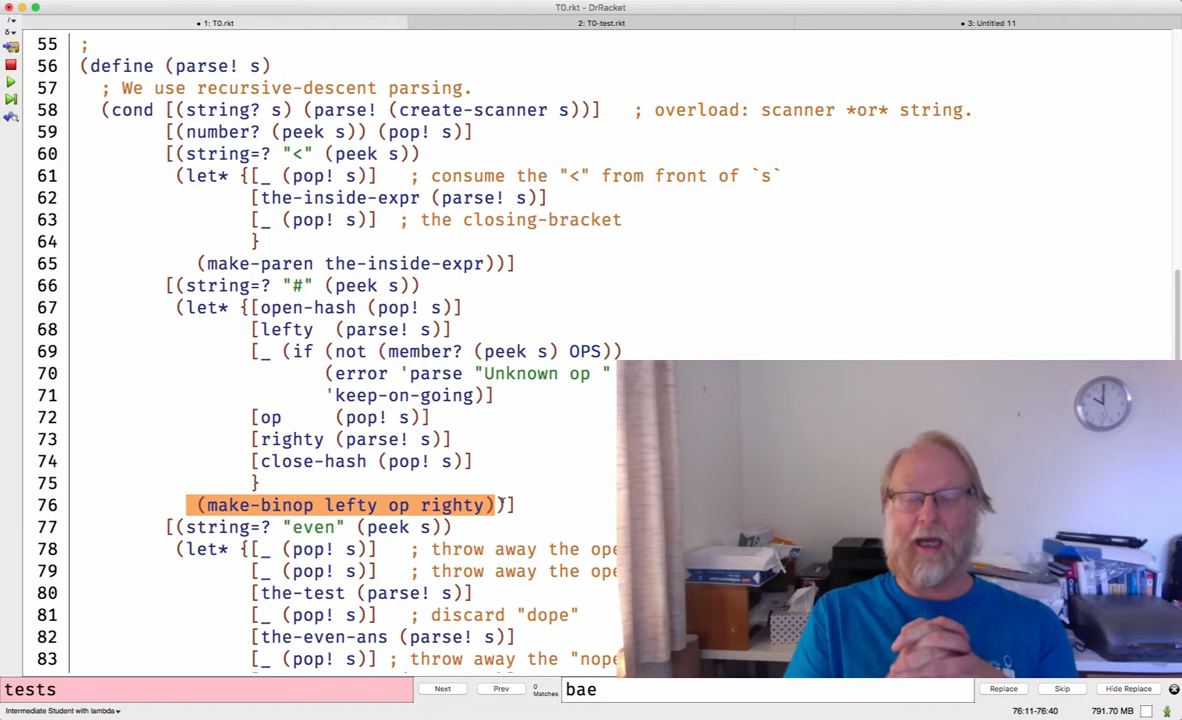 T0.rkt - DrRacket
1: T0.rkt
2: T0-test.rkt
3: Untitled 11
55 ;
56 (define (parse! s)
57 ; We use recursive-descent parsing.
58 (cond [(string? s) (parse! (create-scanner s))] ; overload: scanner *or* string.
59 [(number? (peek s)) (pop! s)]
60 [(string=? "<" (peek s))
61 (let* {[_ (pop! s)] ; consume the "<" from front of `s`
62 [the-inside-expr (parse! s)]
63 [_ (pop! s)] ; the closing-bracket
64 }
65 (make-paren the-inside-expr))]
66 [(string=? "#" (peek s))
67 (let* {[open-hash (pop! s)]
68 [lefty (parse! s)]
69 [_ (if (not (member? (peek s) OPS))
70 (error 'parse "Unknown op "
71 'keep-on-going)]
72 [op (pop! s)]
73 [righty (parse! s)]
74 [close-hash (pop! s)]
75 }
76 (make-binop lefty op righty))]
77 [(string=? "even" (peek s))
78 (let* {[_ (pop! s)] ; throw away the ope
79 [_ (pop! s)] ; throw away the ope
80 [the-test (parse! s)]
81 [_ (pop! s)] ; discard "dope"
82 [the-even-ans (parse! s)]
83 [_ (pop! s)] ; throw away the "nope
tests
Next
Prev
0 Matches
bae
Replace
Skip
Hide Replace
Intermediate Student with lambda
76:11-76:40
791.70 MB